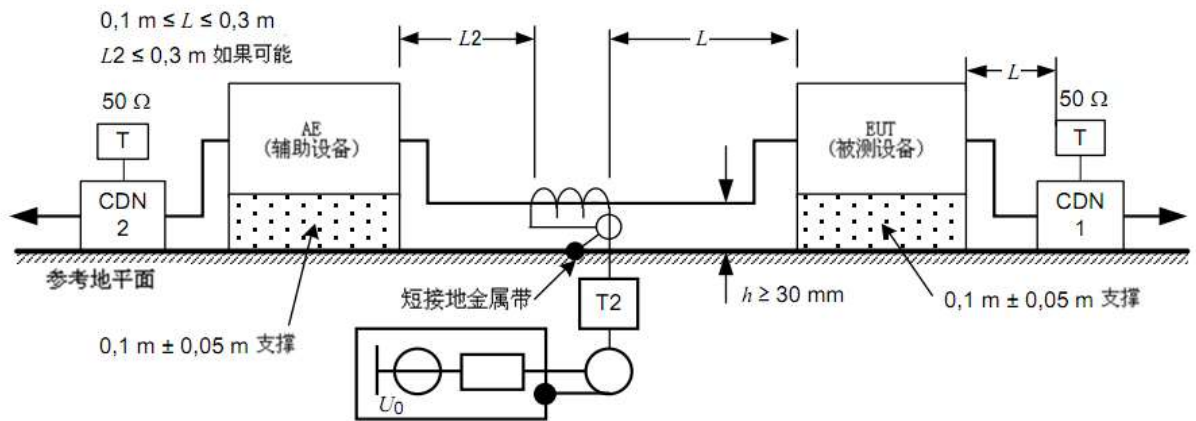 0,1 m ≤ L ≤ 0,3 m
L2 ≤ 0,3 m 如果可能
L2
L
L
50 Ω
T
AE
(辅助设备)
EUT
(被测设备)
50 Ω
T
CDN
2
CDN
1
参考地平面
短接地金属带
T2
h ≥ 30 mm
0,1 m ± 0,05 m 支撑
0,1 m ± 0,05 m 支撑
U0